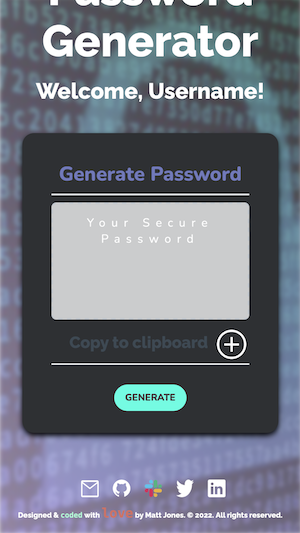 Password
Generator
Welcome, Username!
Generate Password
Your Secure
Password
Copy to clipboard
GENERATE
Designed & coded with love by Matt Jones. © 2022. All rights reserved.